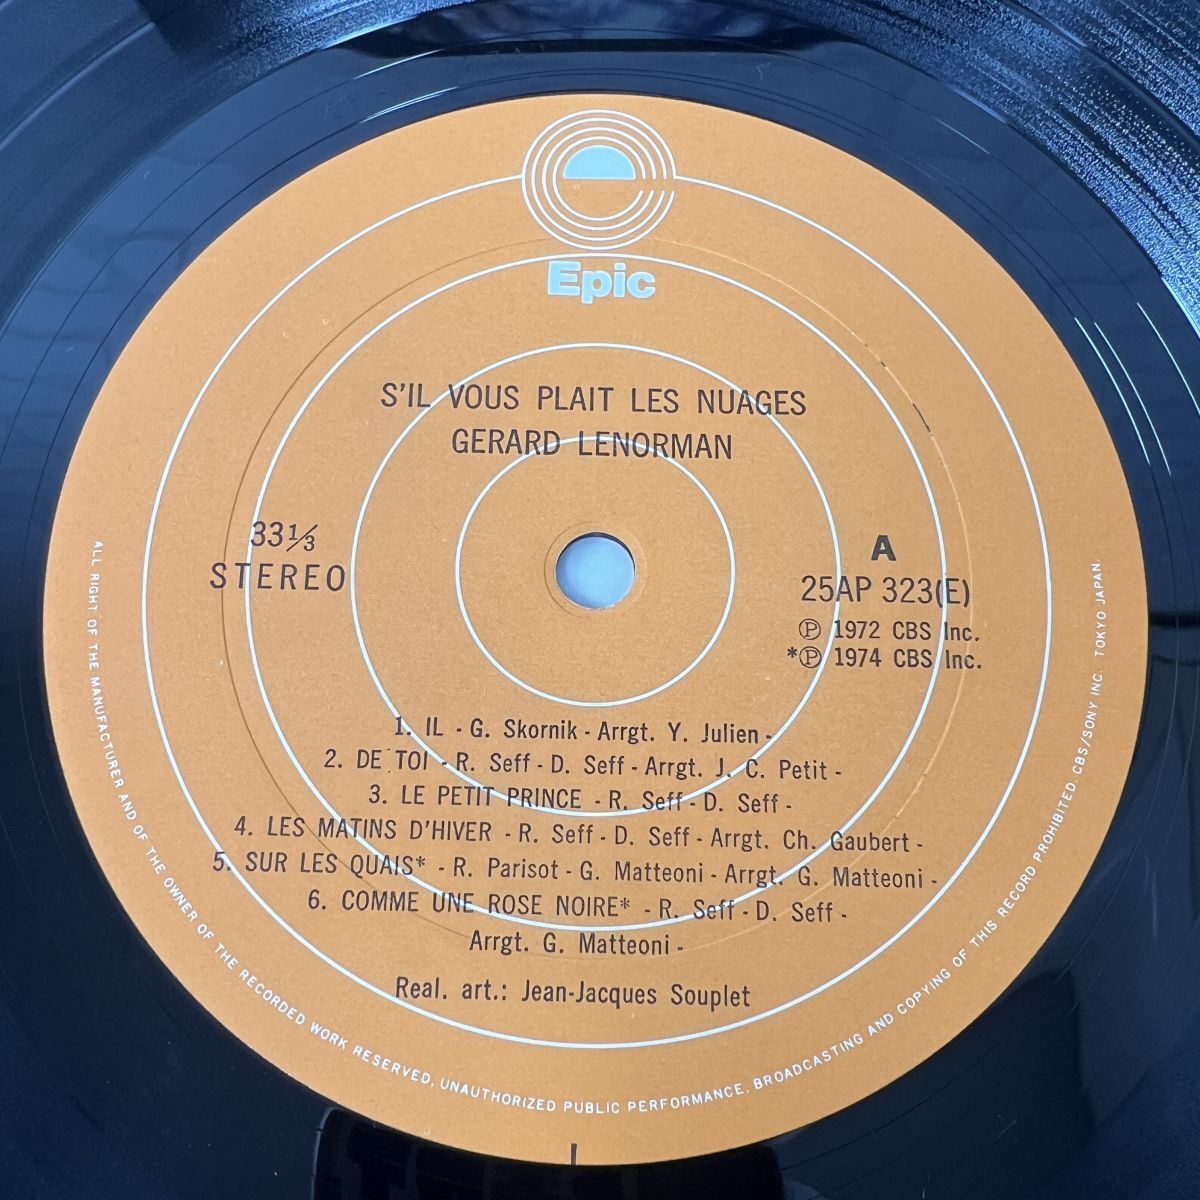 Epic
S'IL VOUS PLAIT LES NUAGES
GERARD LENORMAN
33⅓
STEREO
A
25AP 323(E)
Ⓟ 1972 CBS Inc.
*Ⓟ 1974 CBS Inc.
1. IL - G. Skornik - Arrgt. Y. Julien -
2. DE TOI - R. Seff - D. Seff - Arrgt. J. C. Petit -
3. LE PETIT PRINCE - R. Seff - D. Seff -
4. LES MATINS D'HIVER - R. Seff - D. Seff - Arrgt. Ch. Gaubert -
5. SUR LES QUAIS* - R. Parisot - G. Matteoni - Arrgt. G. Matteoni -
6. COMME UNE ROSE NOIRE* - R. Seff - D. Seff -
Arrgt. G. Matteoni -
Real. art.: Jean-Jacques Souplet
ALL RIGHT OF THE MANUFACTURER AND OF THE OWNER OF THE RECORDED WORK RESERVED. UNAUTHORIZED PUBLIC PERFORMANCE. BROADCASTING AND COPYING OF THIS RECORD PROHIBITED. CBS/SONY INC. TOKYO JAPAN.